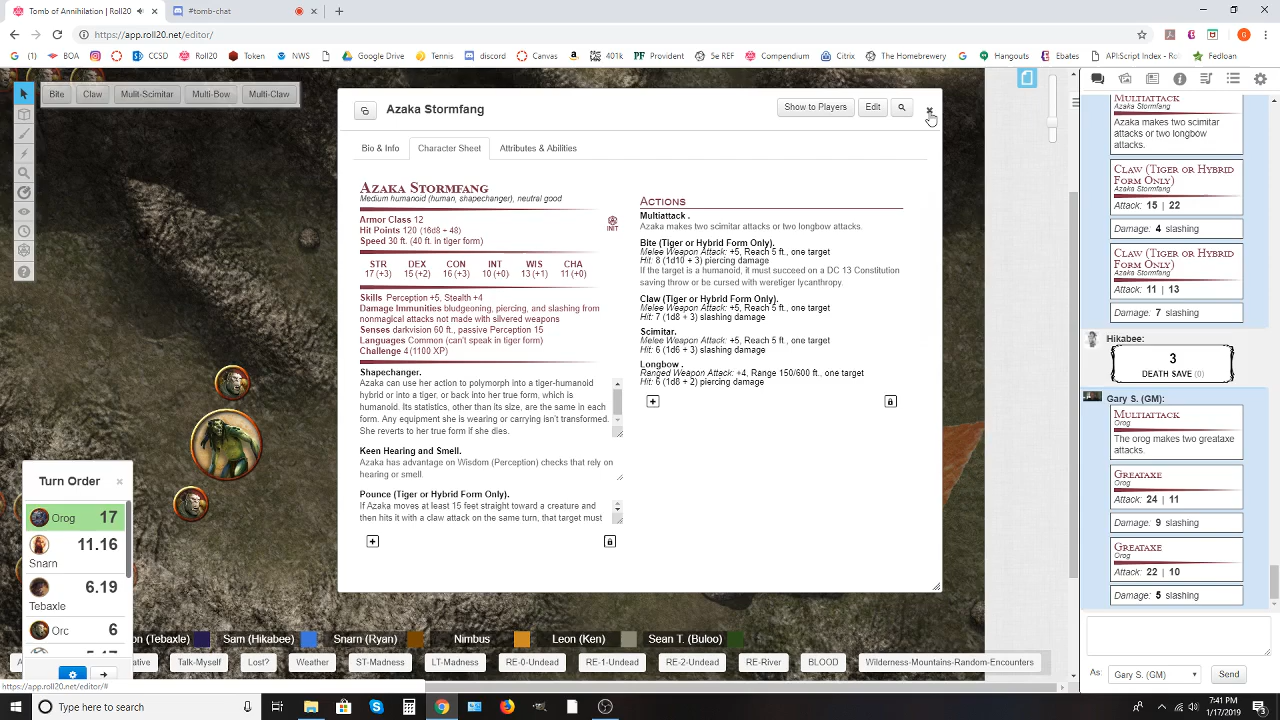 Tomb of Annihilation | Roll20
#tomb-chat
https://app.roll20.net/editor/
G (1)
BOA
SDCCU
CCSD
Roll20
Tentou
NWS
Google Drive
discord
Canva
401k
Provident
5e REF
Compendium
Citrix
The Homebrewery
Hangouts
Ebates
APIScript Index - Rol
Fedloan
Bite
Claw
Mulit-Scimitar
Multi-Bow
Multi-Claw
Azaka Stormfang
Show to Players
Edit
Bio & Info
Character Sheet
Attributes & Abilities
Azaka Stormfang
Medium humanoid (human, shapechanger), neutral good
Armor Class 12
Hit Points 120 (16d8 + 48)
Speed 30 ft. (40 ft. in tiger form)
INIT
STR DEX CON INT WIS CHA
17 (+3) 15 (+2) 16 (+3) 10 (+0) 13 (+1) 11 (+0)
Skills Perception +5, Stealth +4
Damage Immunities bludgeoning, piercing, and slashing from
nonmagical attacks not made with silvered weapons
Senses darkvision 60 ft., passive Perception 15
Languages Common (can't speak in tiger form)
Challenge 4 (1100 XP)
Shapechanger.
Azaka can use her action to polymorph into a tiger-humanoid
hybrid or into a tiger, or back into her true form, which is
humanoid. Its statistics, other than its size, are the same in each
form. Any equipment she is wearing or carrying isn't transformed.
She reverts to her true form if she dies.
Keen Hearing and Smell.
Azaka has advantage on Wisdom (Perception) checks that rely on
hearing or smell.
Pounce (Tiger or Hybrid Form Only).
If Azaka moves at least 15 feet straight toward a creature and
then hits it with a claw attack on the same turn, that target must
Actions
Multiattack .
Azaka makes two scimitar attacks or two longbow attacks.
Bite (Tiger or Hybrid Form Only).
Melee Weapon Attack: +5, Reach 5 ft., one target
Hit: 8 (1d10 + 3) piercing damage
If the target is a humanoid, it must succeed on a DC 13 Constitution
saving throw or be cursed with weretiger lycanthropy.
Claw (Tiger or Hybrid Form Only).
Melee Weapon Attack: +5, Reach 5 ft., one target
Hit: 7 (1d8 + 3) slashing damage
Scimitar.
Melee Weapon Attack: +5, Reach 5 ft., one target
Hit: 6 (1d6 + 3) slashing damage
Longbow.
Ranged Weapon Attack: +4, Range 150/600 ft., one target
Hit: 6 (1d8 + 2) piercing damage
Multiattack
Azaka Stormfang
Azaka makes two scimitar
attacks or two longbow
attacks.
Claw (Tiger or Hybrid
Form Only)
Azaka Stormfang
Attack: 15 | 22
Damage: 4 slashing
Claw (Tiger or Hybrid
Form Only)
Azaka Stormfang
Attack: 11 | 13
Damage: 7 slashing
Hikabee:
3
DEATH SAVE (0)
Gary S. (GM):
Multiattack
Orog
The orog makes two greataxe
attacks.
Greataxe
Orog
Attack: 24 | 11
Damage: 9 slashing
Greataxe
Orog
Attack: 22 | 10
Damage: 5 slashing
As:
Gary S. (GM)
Send
Turn Order
Orog 17
11.16
Snarn
6.19
Tebaxle
Orc 6
on (Tebaxle)
Sam (Hikabee)
Snarn (Ryan)
Nimbus
Leon (Ken)
Sean T. (Buloo)
Talk-Myself
Lost?
Weather
ST-Madness
LT-Madness
RE-0-Undead
RE-1-Undead
RE-2-Undead
RE-River
BLOOD
Wilderness-Mountains-Random-Encounters
https://app.roll20.net/editor/#
Type here to search
7:41 PM
1/17/2019